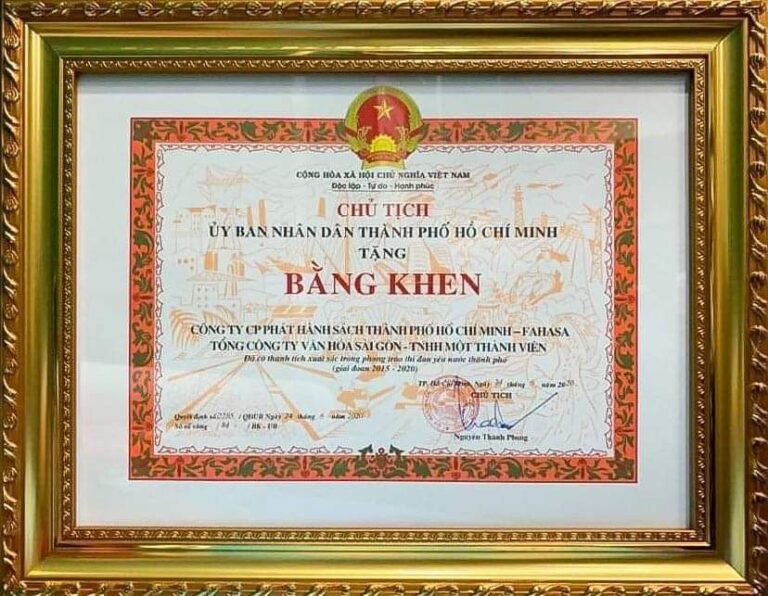 CỘNG HÒA XÃ HỘI CHỦ NGHĨA VIỆT NAM
Độc lập - Tự do - Hạnh phúc
CHỦ TỊCH
ỦY BAN NHÂN DÂN THÀNH PHỐ HỒ CHÍ MINH
TẶNG
BẰNG KHEN
CÔNG TY CP PHÁT HÀNH SÁCH THÀNH PHỐ HỒ CHÍ MINH – FAHASA
TỔNG CÔNG TY VĂN HÓA SÀI GÒN - TNHH MỘT THÀNH VIÊN
Đã có thành tích xuất sắc trong phong trào thi đua yêu nước thành phố
(giai đoạn 2015 - 2020)
TP. Hồ Chí Minh, Ngày 24 tháng năm 2020
CHỦ TỊCH
Quyết định số /QĐUB Ngày 24 tháng năm 2020
Số sổ vàng /BK - UB
Nguyễn Thành Phong